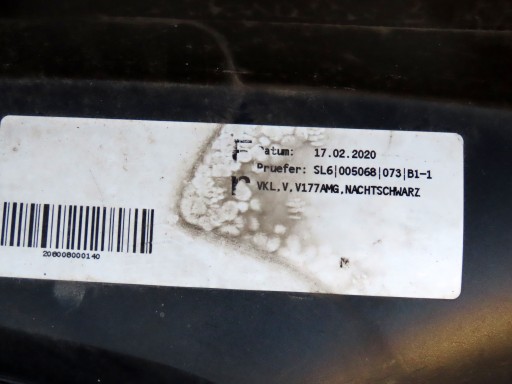 Datum: 17.02.2020
Pruefer: SL6|005068|073|B1-1
VKL.V.V177AMG.NACHTSCHWARZ
206008000140